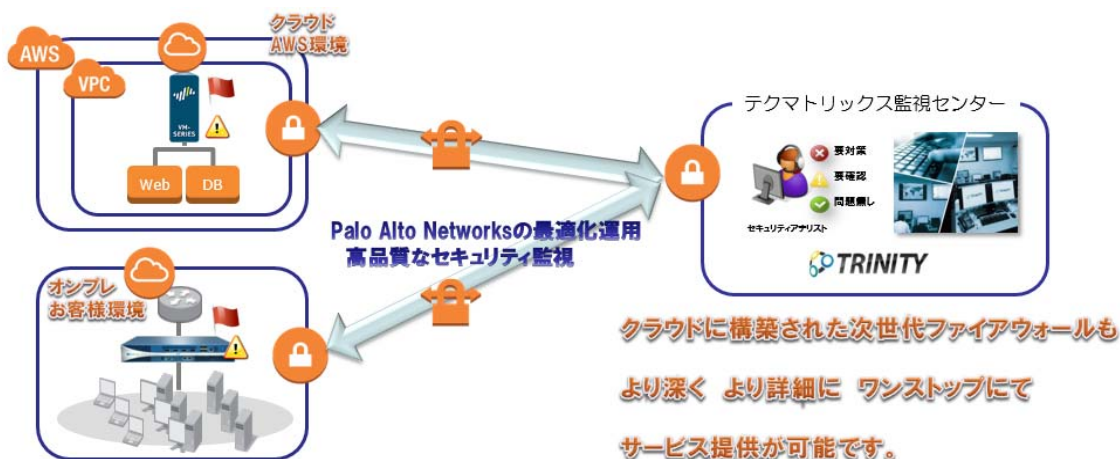 クラウド
AWS環境
AWS
VPC
VM-
SERIES
Web
DB
オンプレ
お客様環境
Palo Alto Networksの最適化運用
高品質なセキュリティ監視
テクマトリックス監視センター
要対策
要確認
問題無し
セキュリティアナリスト
TRINITY
クラウドに構築された次世代ファイアウォールも
より深く より詳細に ワンストップにて
サービス提供が可能です。